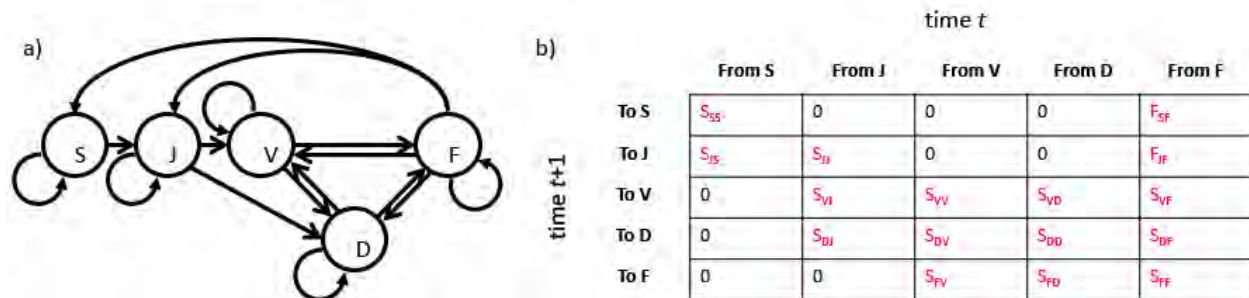 a)
S
J
V
F
D
b)
time t
From S From J From V From D From F
time t+1
To S S_SS 0 0 0 F_SF
To J S_JS S_JJ 0 0 F_JF
To V 0 S_VJ S_VV S_VD S_VF
To D 0 S_DJ S_DV S_DD S_DF
To F 0 0 S_FV S_FD S_FF